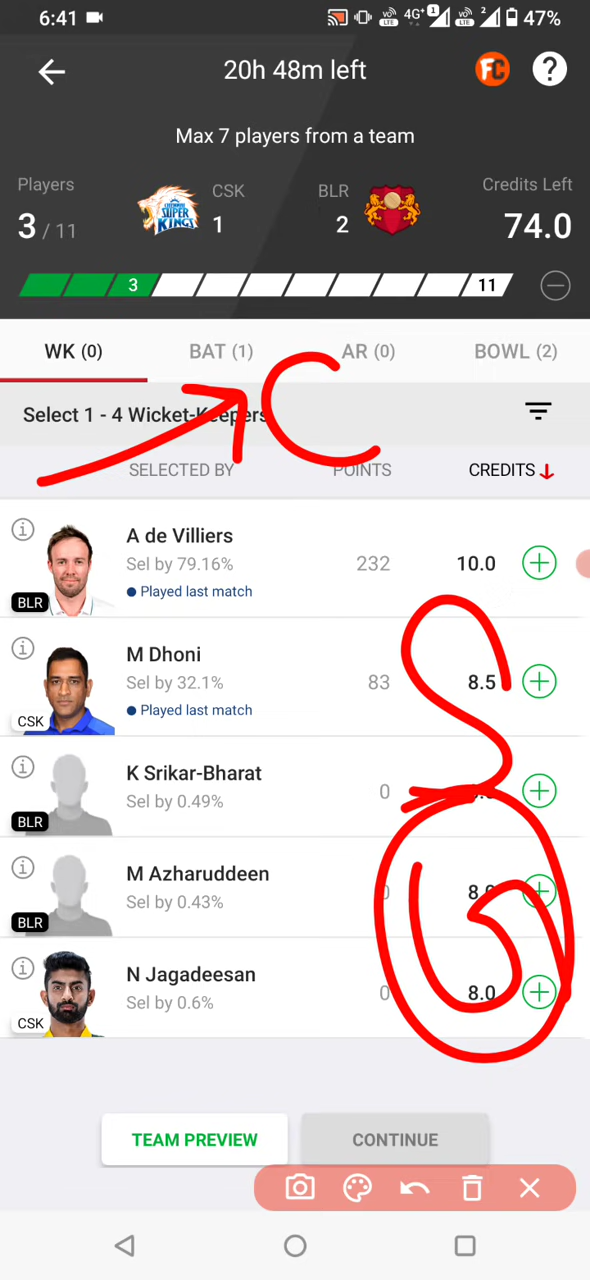 6:41 4G+ 1 2 47%
20h 48m left FC ?
Max 7 players from a team
Players CSK BLR Credits Left
3 / 11 1 2 74.0
3 11
WK (0) BAT (1) AR (0) BOWL (2)
Select 1 - 4 Wicket-Keepers C
SELECTED BY POINTS CREDITS
A de Villiers
Sel by 79.16% 232 10.0
Played last match
BLR
M Dhoni
Sel by 32.1% 83 8.5
Played last match
CSK
K Srikar-Bharat
Sel by 0.49% 0
BLR
M Azharuddeen
Sel by 0.43% 0
BLR
N Jagadeesan
Sel by 0.6% 0 8.0
CSK
TEAM PREVIEW CONTINUE